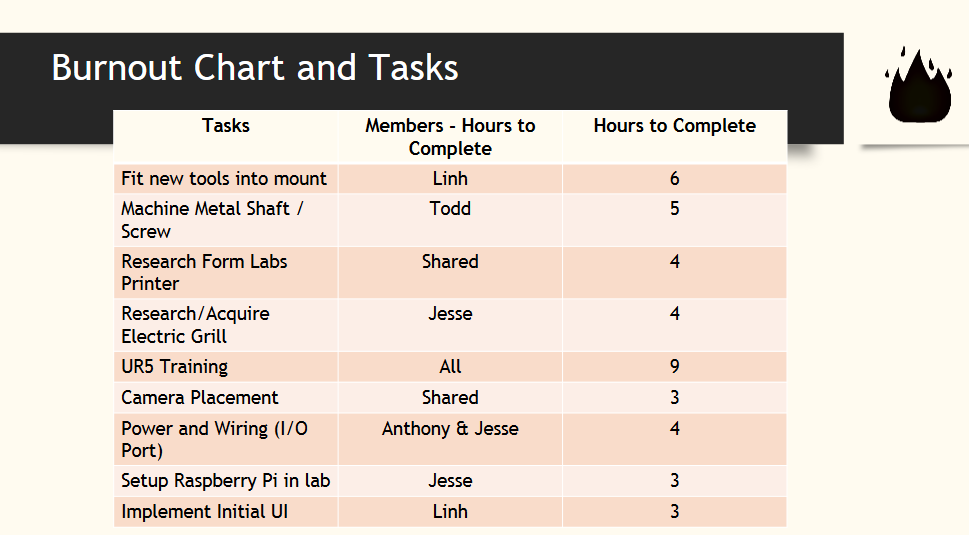 Burnout Chart and Tasks
Tasks
Members - Hours to
Complete
Hours to Complete
Fit new tools into mount
Linh
6
Machine Metal Shaft /
Screw
Todd
5
Research Form Labs
Printer
Shared
4
Research/Acquire
Electric Grill
Jesse
4
UR5 Training
All
9
Camera Placement
Shared
3
Power and Wiring (I/O
Port)
Anthony & Jesse
4
Setup Raspberry Pi in lab
Jesse
3
Implement Initial UI
Linh
3